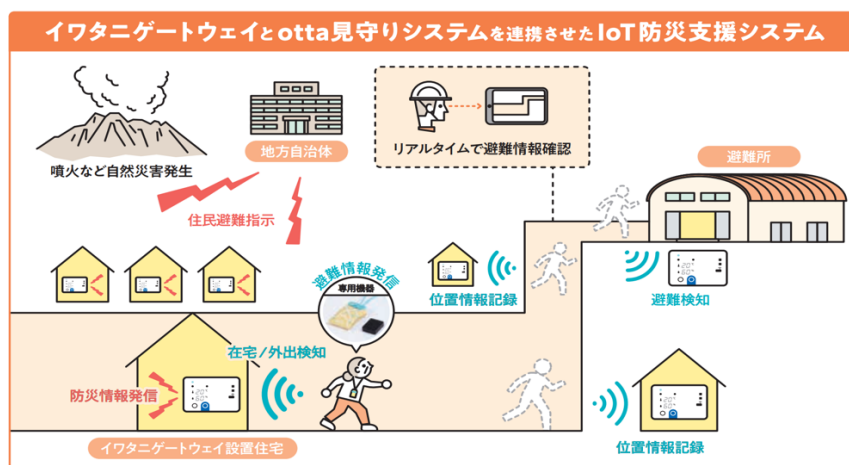 イワタニゲートウェイとotta見守りシステムを連携させたIoT防災支援システム
噴火など自然災害発生
地方自治体
リアルタイムで避難情報確認
避難所
住民避難指示
避難情報発信
専用機器
位置情報記録
避難検知
在宅/外出検知
防災情報発信
位置情報記録
イワタニゲートウェイ設置住宅